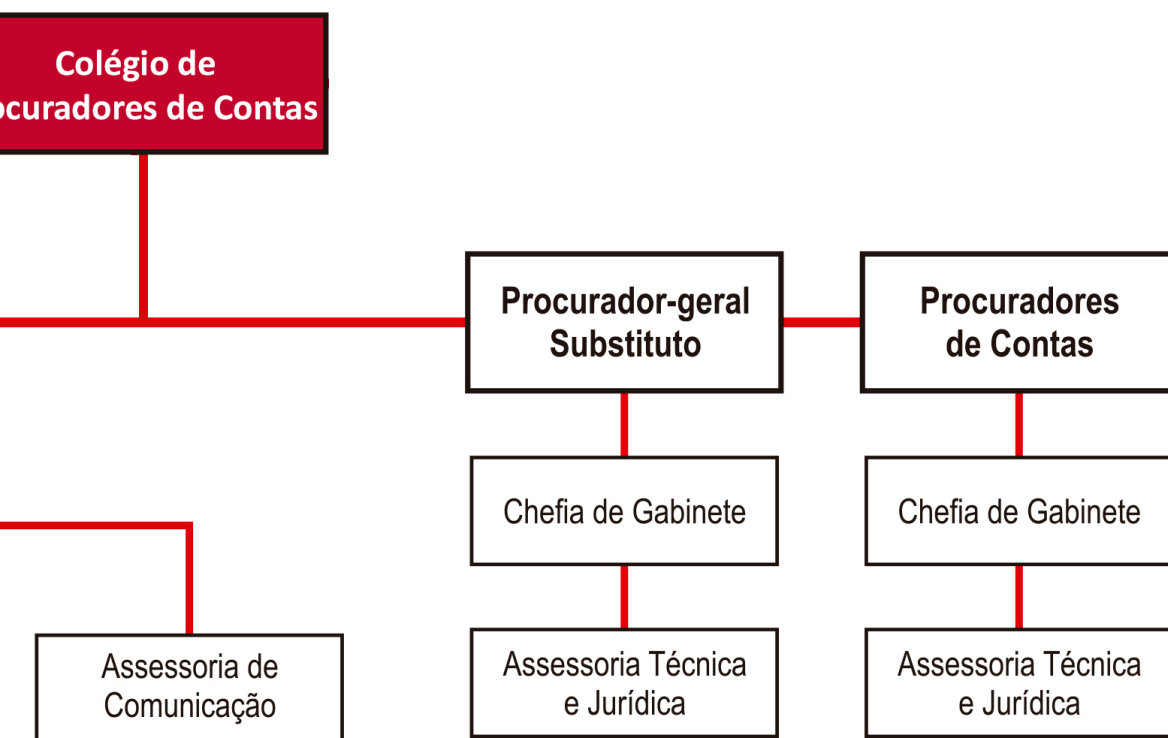 Colégio de
ocuradores de Contas
Procurador-geral
Substituto
Procuradores
de Contas
Chefia de Gabinete
Chefia de Gabinete
Assessoria de
Comunicação
Assessoria Técnica
e Jurídica
Assessoria Técnica
e Jurídica